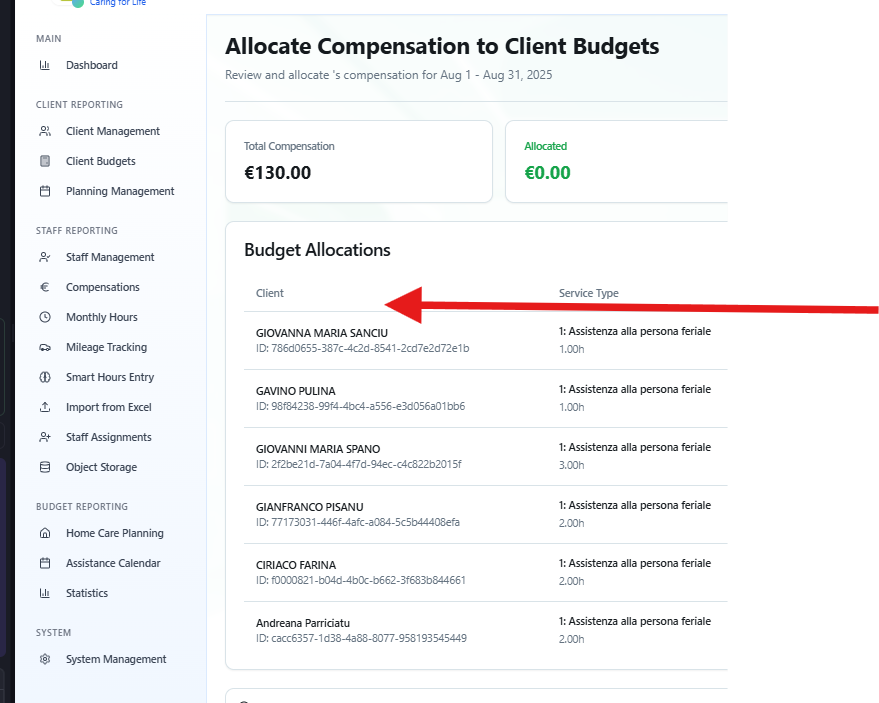 Caring for Life
MAIN
Dashboard
CLIENT REPORTING
Client Management
Client Budgets
Planning Management
STAFF REPORTING
Staff Management
Compensations
Monthly Hours
Mileage Tracking
Smart Hours Entry
Import from Excel
Staff Assignments
Object Storage
BUDGET REPORTING
Home Care Planning
Assistance Calendar
Statistics
SYSTEM
System Management
Allocate Compensation to Client Budgets
Review and allocate 's compensation for Aug 1 - Aug 31, 2025
Total Compensation
€130.00
Allocated
€0.00
Budget Allocations
Client Service Type
GIOVANNA MARIA SANCIU 1: Assistenza alla persona feriale
ID: 786d0655-387c-4c2d-8541-2cd7e2d72e1b 1.00h
GAVINO PULINA 1: Assistenza alla persona feriale
ID: 98f84238-99f4-4bc4-a556-e3d056a01bb6 1.00h
GIOVANNI MARIA SPANO 1: Assistenza alla persona feriale
ID: 2f2be21d-7a04-4f7d-94ec-c4c822b2015f 3.00h
GIANFRANCO PISANU 1: Assistenza alla persona feriale
ID: 77173031-446f-4afc-a084-5c5b44408efa 2.00h
CIRIACO FARINA 1: Assistenza alla persona feriale
ID: f0000821-b04d-4b0c-b662-3f683b844661 2.00h
Andreana Parriciatu 1: Assistenza alla persona feriale
ID: cacc6357-1d38-4a88-8077-958193545449 2.00h